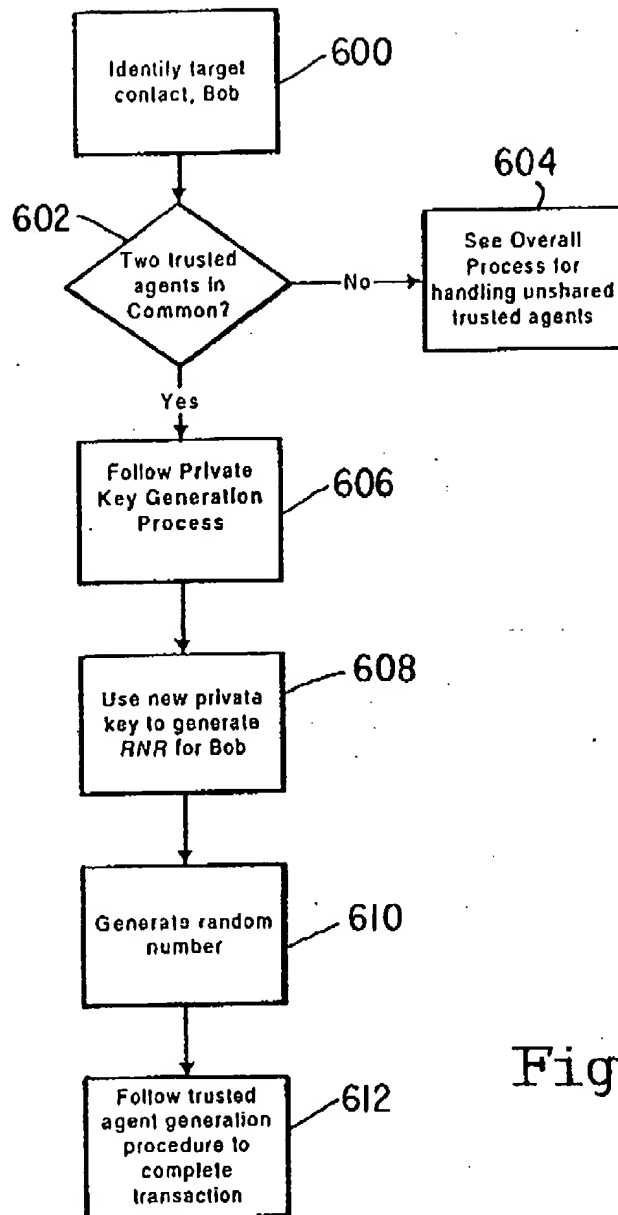 Identify target
contact, Bob
600
602
Two trusted
agents in
Common?
No
604
See Overall
Process for
handling unshared
trusted agents
Yes
Follow Private
Key Generation
Process
606
Use new private
key to generate
RNR for Bob
608
Generate random
number
610
Follow trusted
agent generation
procedure to
complete
transaction
612
Fig